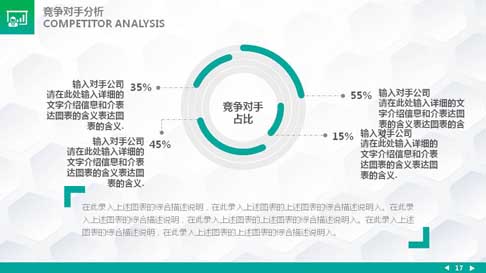 竞争对手分析
COMPETITOR ANALYSIS
输入对手公司
请在此处输入详细的
文字介绍信息和介表
达图表的含义表达图
表的含义.
35%
输入对手公司
请在此处输入详细的
文字介绍信息和介表
达图表的含义表达图
表的含义.
45%
竞争对手
占比
55%
输入对手公司
请在此处输入详细的文
字介绍信息和介表达图
表的含义表达图表的含
15%
输入对手公司
请在此处输入详细的
文字介绍信息和介表
达图表的含义表达图
表的含义.
在此录入上述图表的综合描述说明，在此录入上述图表的上述图表的综合描述说明入。在此录
入上述图表的综合描述说明；在此录入上述图表的上述图表的综合描述说明入。在此录入上述
图表的综合描述说明，在此录入上述图表的上述图表的综合描述说明入。
17